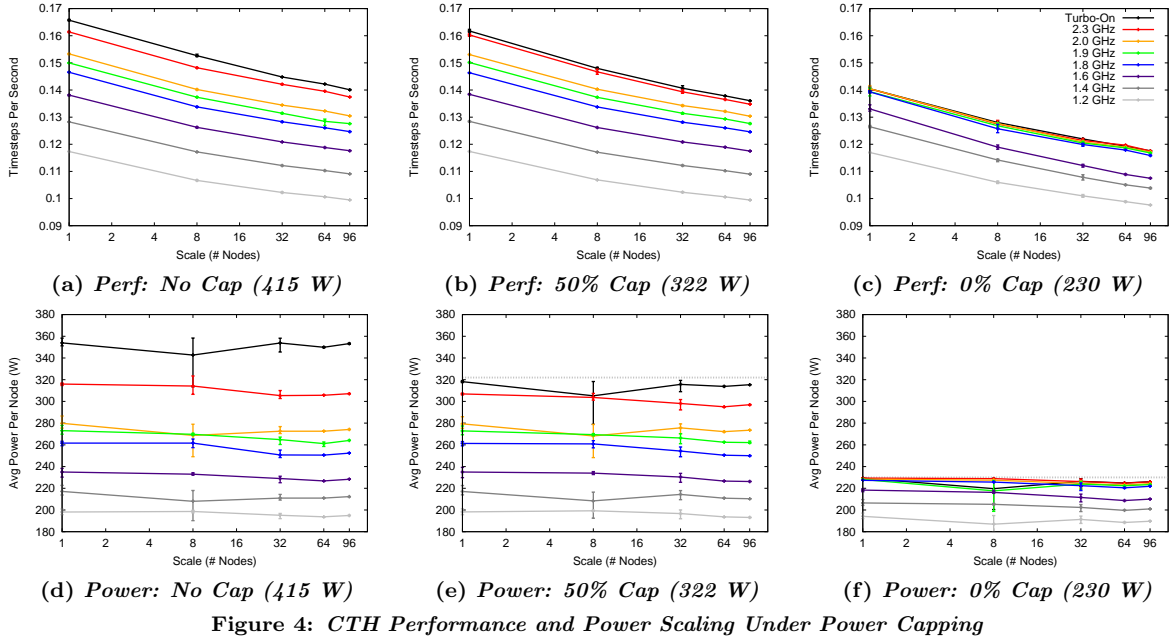 0.17
0.16
0.15
0.14
0.13
0.12
0.11
0.1
0.09
Timesteps Per Second
1 2 4 8 16 32 64 96
Scale (# Nodes)
(a) Perf: No Cap (415 W)
0.17
0.16
0.15
0.14
0.13
0.12
0.11
0.1
0.09
Timesteps Per Second
1 2 4 8 16 32 64 96
Scale (# Nodes)
(b) Perf: 50% Cap (322 W)
0.17
0.16
0.15
0.14
0.13
0.12
0.11
0.1
0.09
Timesteps Per Second
Turbo-On
2.3 GHz
2.0 GHz
1.9 GHz
1.8 GHz
1.6 GHz
1.4 GHz
1.2 GHz
1 2 4 8 16 32 64 96
Scale (# Nodes)
(c) Perf: 0% Cap (230 W)
380
360
340
320
300
280
260
240
220
200
180
Avg Power Per Node (W)
1 2 4 8 16 32 64 96
Scale (# Nodes)
(d) Power: No Cap (415 W)
380
360
340
320
300
280
260
240
220
200
180
Avg Power Per Node (W)
1 2 4 8 16 32 64 96
Scale (# Nodes)
(e) Power: 50% Cap (322 W)
380
360
340
320
300
280
260
240
220
200
180
Avg Power Per Node (W)
1 2 4 8 16 32 64 96
Scale (# Nodes)
(f) Power: 0% Cap (230 W)
Figure 4: CTH Performance and Power Scaling Under Power Capping